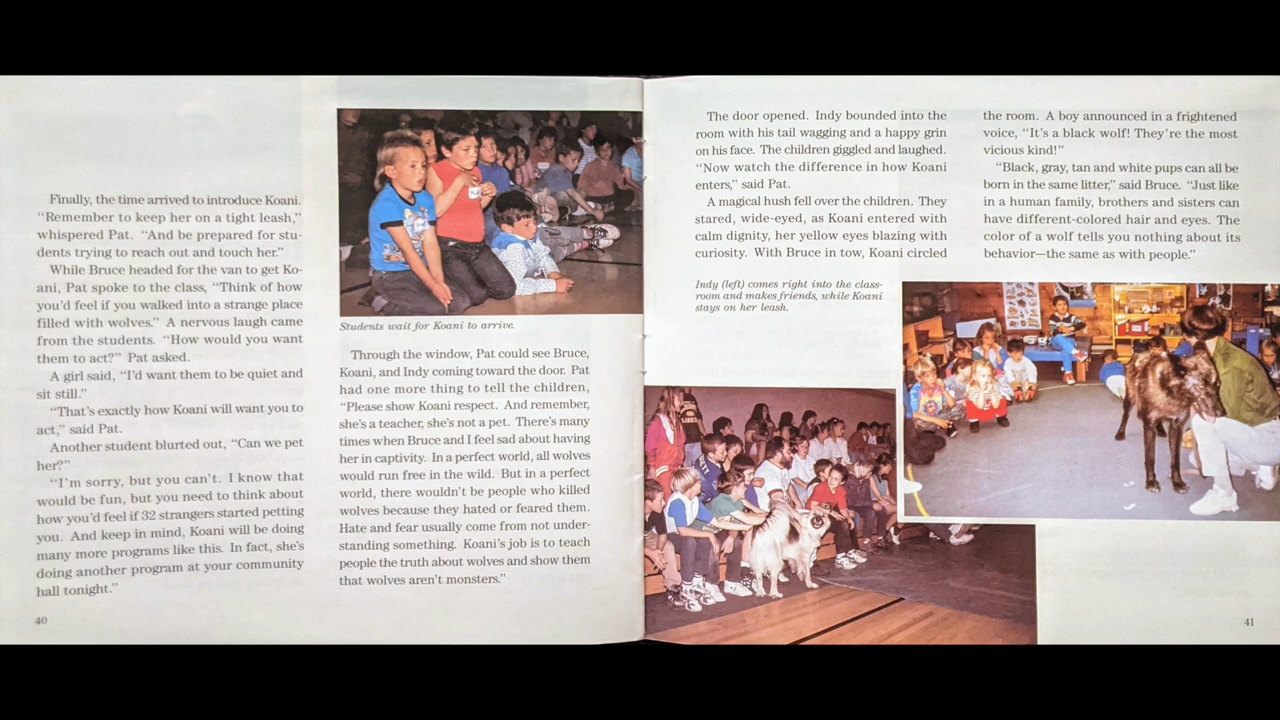 Finally, the time arrived to introduce Koani.
“Remember to keep her on a tight leash,”
whispered Pat. “And be prepared for stu-
dents trying to reach out and touch her.”
While Bruce headed for the van to get Ko-
ani, Pat spoke to the class, “Think of how
you’d feel if you walked into a strange place
filled with wolves.” A nervous laugh came
from the students. “How would you want
them to act?” Pat asked.
A girl said, “I’d want them to be quiet and
sit still.”
“That’s exactly how Koani will want you to
act,” said Pat.
Another student blurted out, “Can we pet
her?”
“I’m sorry, but you can’t. I know that
would be fun, but you need to think about
how you’d feel if 32 strangers started petting
you. And keep in mind, Koani will be doing
many more programs like this. In fact, she’s
doing another program at your community
hall tonight.”
40
Students wait for Koani to arrive.
Through the window, Pat could see Bruce,
Koani, and Indy coming toward the door. Pat
had one more thing to tell the children,
“Please show Koani respect. And remember,
she’s a teacher, she’s not a pet. There’s many
times when Bruce and I feel sad about having
her in captivity. In a perfect world, all wolves
would run free in the wild. But in a perfect
world, there wouldn’t be people who killed
wolves because they hated or feared them.
Hate and fear usually come from not under-
standing something. Koani’s job is to teach
people the truth about wolves and show them
that wolves aren’t monsters.”
The door opened. Indy bounded into the
room with his tail wagging and a happy grin
on his face. The children giggled and laughed.
“Now watch the difference in how Koani
enters,” said Pat.
A magical hush fell over the children. They
stared, wide-eyed, as Koani entered with
calm dignity, her yellow eyes blazing with
curiosity. With Bruce in tow, Koani circled
Indy (left) comes right into the class-
room and makes friends, while Koani
stays on her leash.
the room. A boy announced in a frightened
voice, “It’s a black wolf! They’re the most
vicious kind!”
“Black, gray, tan and white pups can all be
born in the same litter,” said Bruce. “Just like
in a human family, brothers and sisters can
have different-colored hair and eyes. The
color of a wolf tells you nothing about its
behavior—the same as with people.”
41